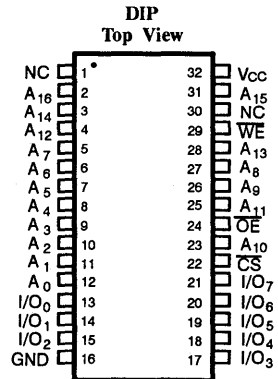 DIP
Top View
NC 1 32 VCC
A16 2 31 A15
A14 3 30 NC
A12 4 29 WE
A7 5 28 A13
A6 6 27 A8
A5 7 26 A9
A4 8 25 A11
A3 9 24 OE
A2 10 23 A10
A1 11 22 CS
A0 12 21 I/O7
I/O0 13 20 I/O6
I/O1 14 19 I/O5
I/O2 15 18 I/O4
GND 16 17 I/O3